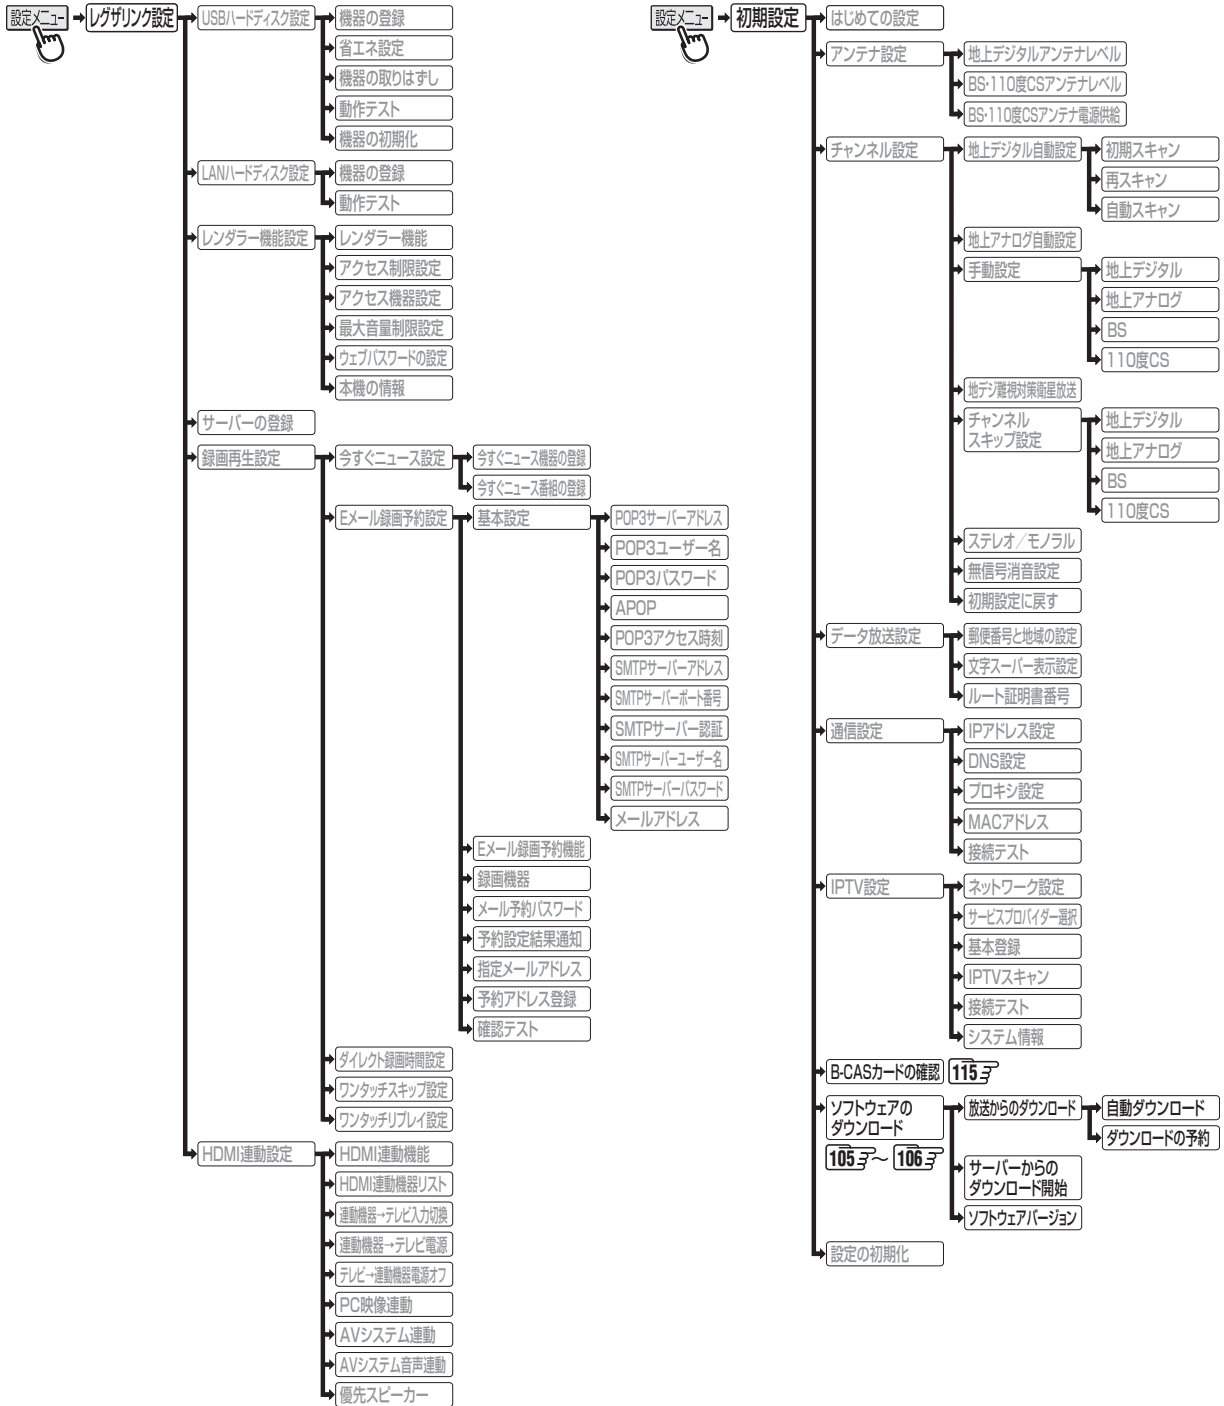 設定メニュー
レグザリンク設定
USBハードディスク設定
機器の登録
省エネ設定
機器の取りはずし
動作テスト
機器の初期化
LANハードディスク設定
機器の登録
動作テスト
レンダラー機能設定
レンダラー機能
アクセス制限設定
アクセス機器設定
最大音量制限設定
ウェブパスワードの設定
本機の情報
サーバーの登録
録画再生設定
今すぐニュース設定
今すぐニュース機器の登録
今すぐニュース番組の登録
Eメール録画予約設定
基本設定
POP3サーバーアドレス
POP3ユーザー名
POP3パスワード
APOP
POP3アクセス時刻
SMTPサーバーアドレス
SMTPサーバーポート番号
SMTPサーバー認証
SMTPサーバーユーザー名
SMTPサーバーパスワード
メールアドレス
Eメール録画予約機能
録画機器
メール予約パスワード
予約設定結果通知
指定メールアドレス
予約アドレス登録
確認テスト
ダイレクト録画時間設定
ワンタッチスキップ設定
ワンタッチリプレイ設定
HDMI連動設定
HDMI連動機能
HDMI連動機器リスト
連動機器→テレビ入力切換
連動機器→テレビ電源
テレビ→連動機器電源オフ
PC映像連動
AVシステム連動
AVシステム音声連動
優先スピーカー
設定メニュー
初期設定
はじめての設定
アンテナ設定
地上デジタルアンテナレベル
BS・110度CSアンテナレベル
BS・110度CSアンテナ電源供給
チャンネル設定
地上デジタル自動設定
初期スキャン
再スキャン
自動スキャン
地上アナログ自動設定
手動設定
地上デジタル
地上アナログ
BS
110度CS
地デジ難視対策衛星放送
チャンネル
スキップ設定
地上デジタル
地上アナログ
BS
110度CS
ステレオ/モノラル
無信号消音設定
初期設定に戻す
データ放送設定
郵便番号と地域の設定
文字スーパー表示設定
ルート証明書番号
通信設定
IPアドレス設定
DNS設定
プロキシ設定
MACアドレス
接続テスト
IPTV設定
ネットワーク設定
サービスプロバイダー選択
基本登録
IPTVスキャン
接続テスト
システム情報
B-CASカードの確認 115
ソフトウェアの
ダウンロード
105 〜 106
放送からのダウンロード
自動ダウンロード
ダウンロードの予約
サーバーからの
ダウンロード開始
ソフトウェアバージョン
設定の初期化